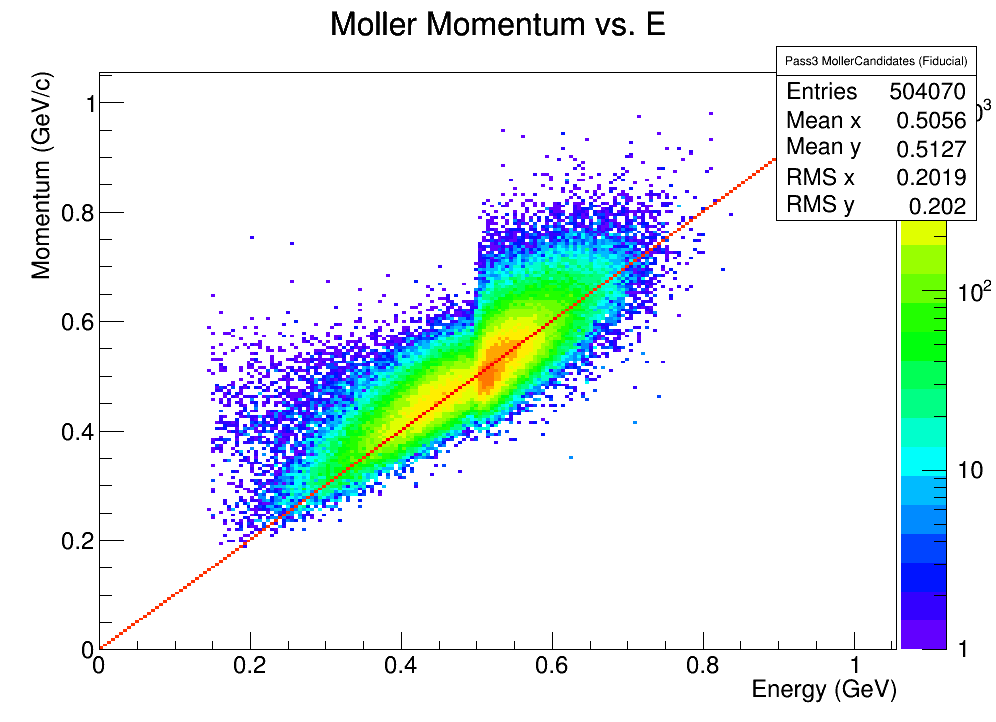 Moller Momentum vs. E
Momentum (GeV/c)
Pass3 MollerCandidates (Fiducial)
Entries 504070
Mean x 0.5056
Mean y 0.5127
RMS x 0.2019
RMS y 0.202
1
0.8
0.6
0.4
0.2
0
0 0.2 0.4 0.6 0.8 1
Energy (GeV)
0³
10²
10
1